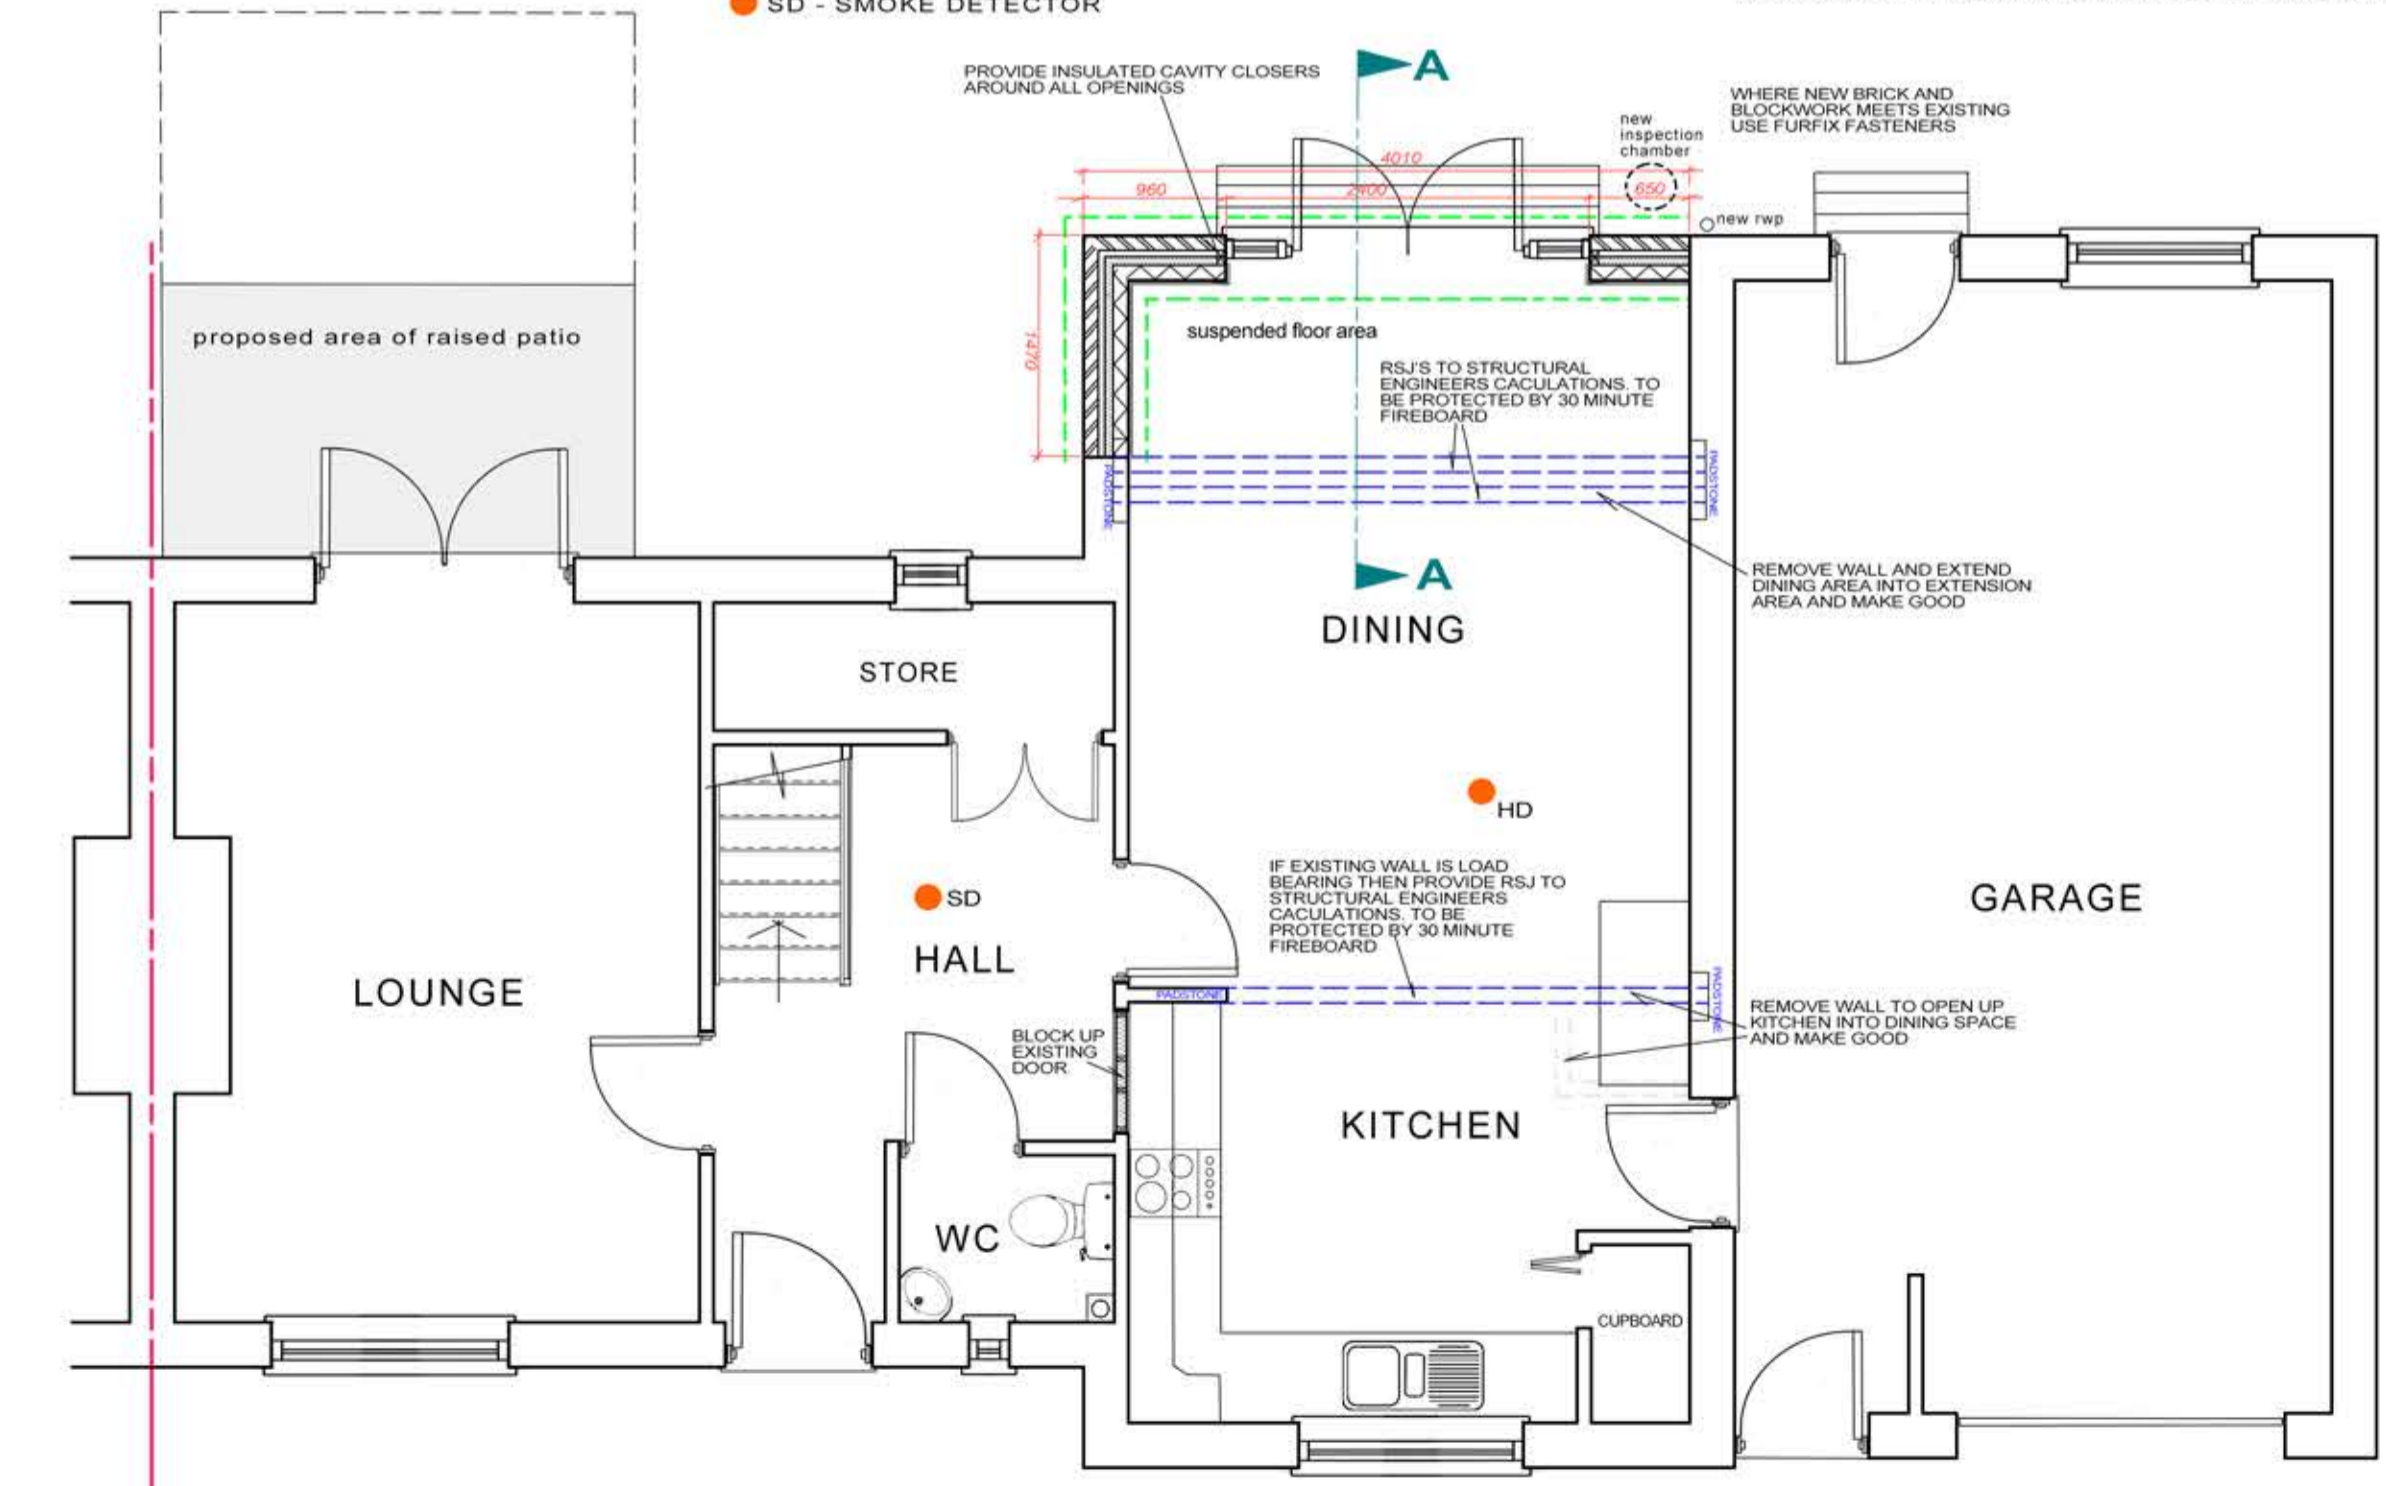 SD - SMOKE DETECTOR
PROVIDE INSULATED CAVITY CLOSERS
AROUND ALL OPENINGS
A
WHERE NEW BRICK AND
BLOCKWORK MEETS EXISTING
USE FURFIX FASTENERS
new
inspection
chamber
4010
960
2400
650
new rwp
proposed area of raised patio
1470
suspended floor area
RSJ'S TO STRUCTURAL
ENGINEERS CACULATIONS. TO
BE PROTECTED BY 30 MINUTE
FIREBOARD
PADSTONE
PADSTONE
A
REMOVE WALL AND EXTEND
DINING AREA INTO EXTENSION
AREA AND MAKE GOOD
DINING
STORE
HD
IF EXISTING WALL IS LOAD
BEARING THEN PROVIDE RSJ TO
STRUCTURAL ENGINEERS
CACULATIONS. TO BE
PROTECTED BY 30 MINUTE
FIREBOARD
SD
HALL
GARAGE
LOUNGE
PADSTONE
PADSTONE
REMOVE WALL TO OPEN UP
KITCHEN INTO DINING SPACE
AND MAKE GOOD
BLOCK UP
EXISTING
DOOR
KITCHEN
WC
CUPBOARD